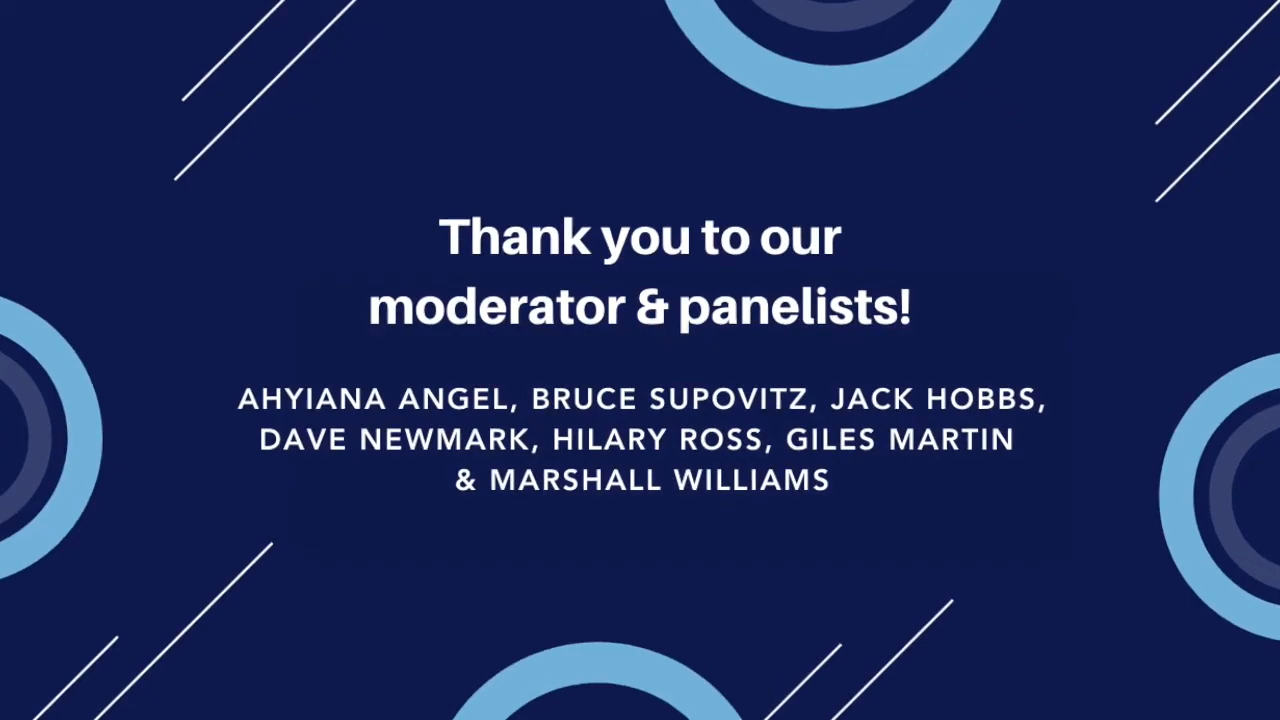 Thank you to our
moderator & panelists!
AHYIANA ANGEL, BRUCE SUPOVITZ, JACK HOBBS,
DAVE NEWMARK, HILARY ROSS, GILES MARTIN
& MARSHALL WILLIAMS